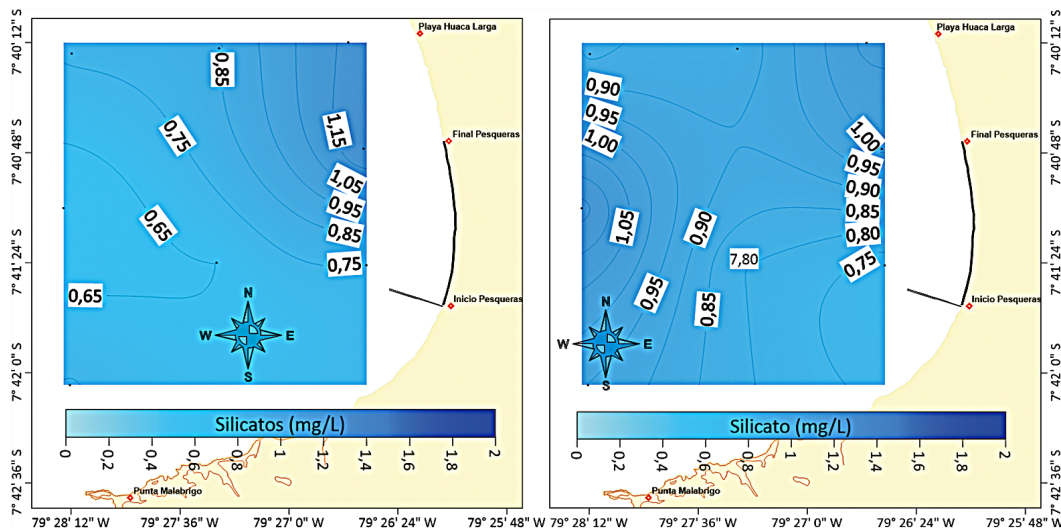 7° 40' 12" S
7° 40' 48" S
7° 41' 24" S
7° 42' 0" S
7° 42' 36" S
Playa Huaca Larga
Final Pesqueras
Inicio Pesqueras
Punta Malabrigo
0,85
0,75
1,15
1,05
0,95
0,85
0,75
0,65
0,65
N
W E
S
Silicatos (mg/L)
0 0,2 0,4 0,6 0,8 1 1,2 1,4 1,6 1,8 2
79° 28' 12" W 79° 27' 36" W 79° 27' 0" W 79° 26' 24" W 79° 25' 48" W
Playa Huaca Larga
Final Pesqueras
Inicio Pesqueras
Punta Malabrigo
0,90
0,95
1,00
1,05
0,90
0,95
0,85
7,80
1,00
0,95
0,90
0,85
0,80
0,75
N
W E
S
Silicato (mg/L)
0 0,2 0,4 0,6 0,8 1 1,2 1,4 1,6 1,8 2
79° 28' 12" W 79° 27' 36" W 79° 27' 0" W 79° 26' 24" W 79° 25' 48" W
7° 40' 12" S
7° 40' 48" S
7° 41' 24" S
7° 42' 0" S
7° 42' 36" S